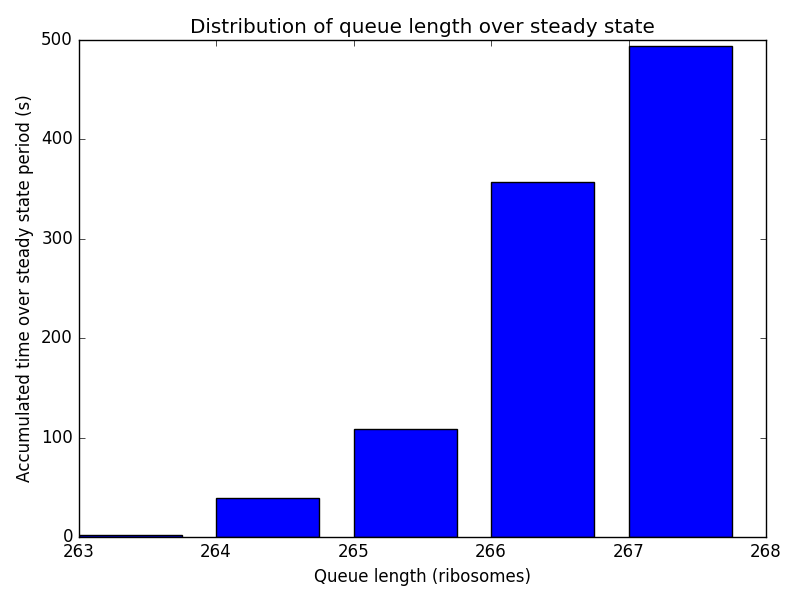 Distribution of queue length over steady state
Accumulated time over steady state period (s)
500
400
300
200
100
0
263 264 265 266 267 268
Queue length (ribosomes)